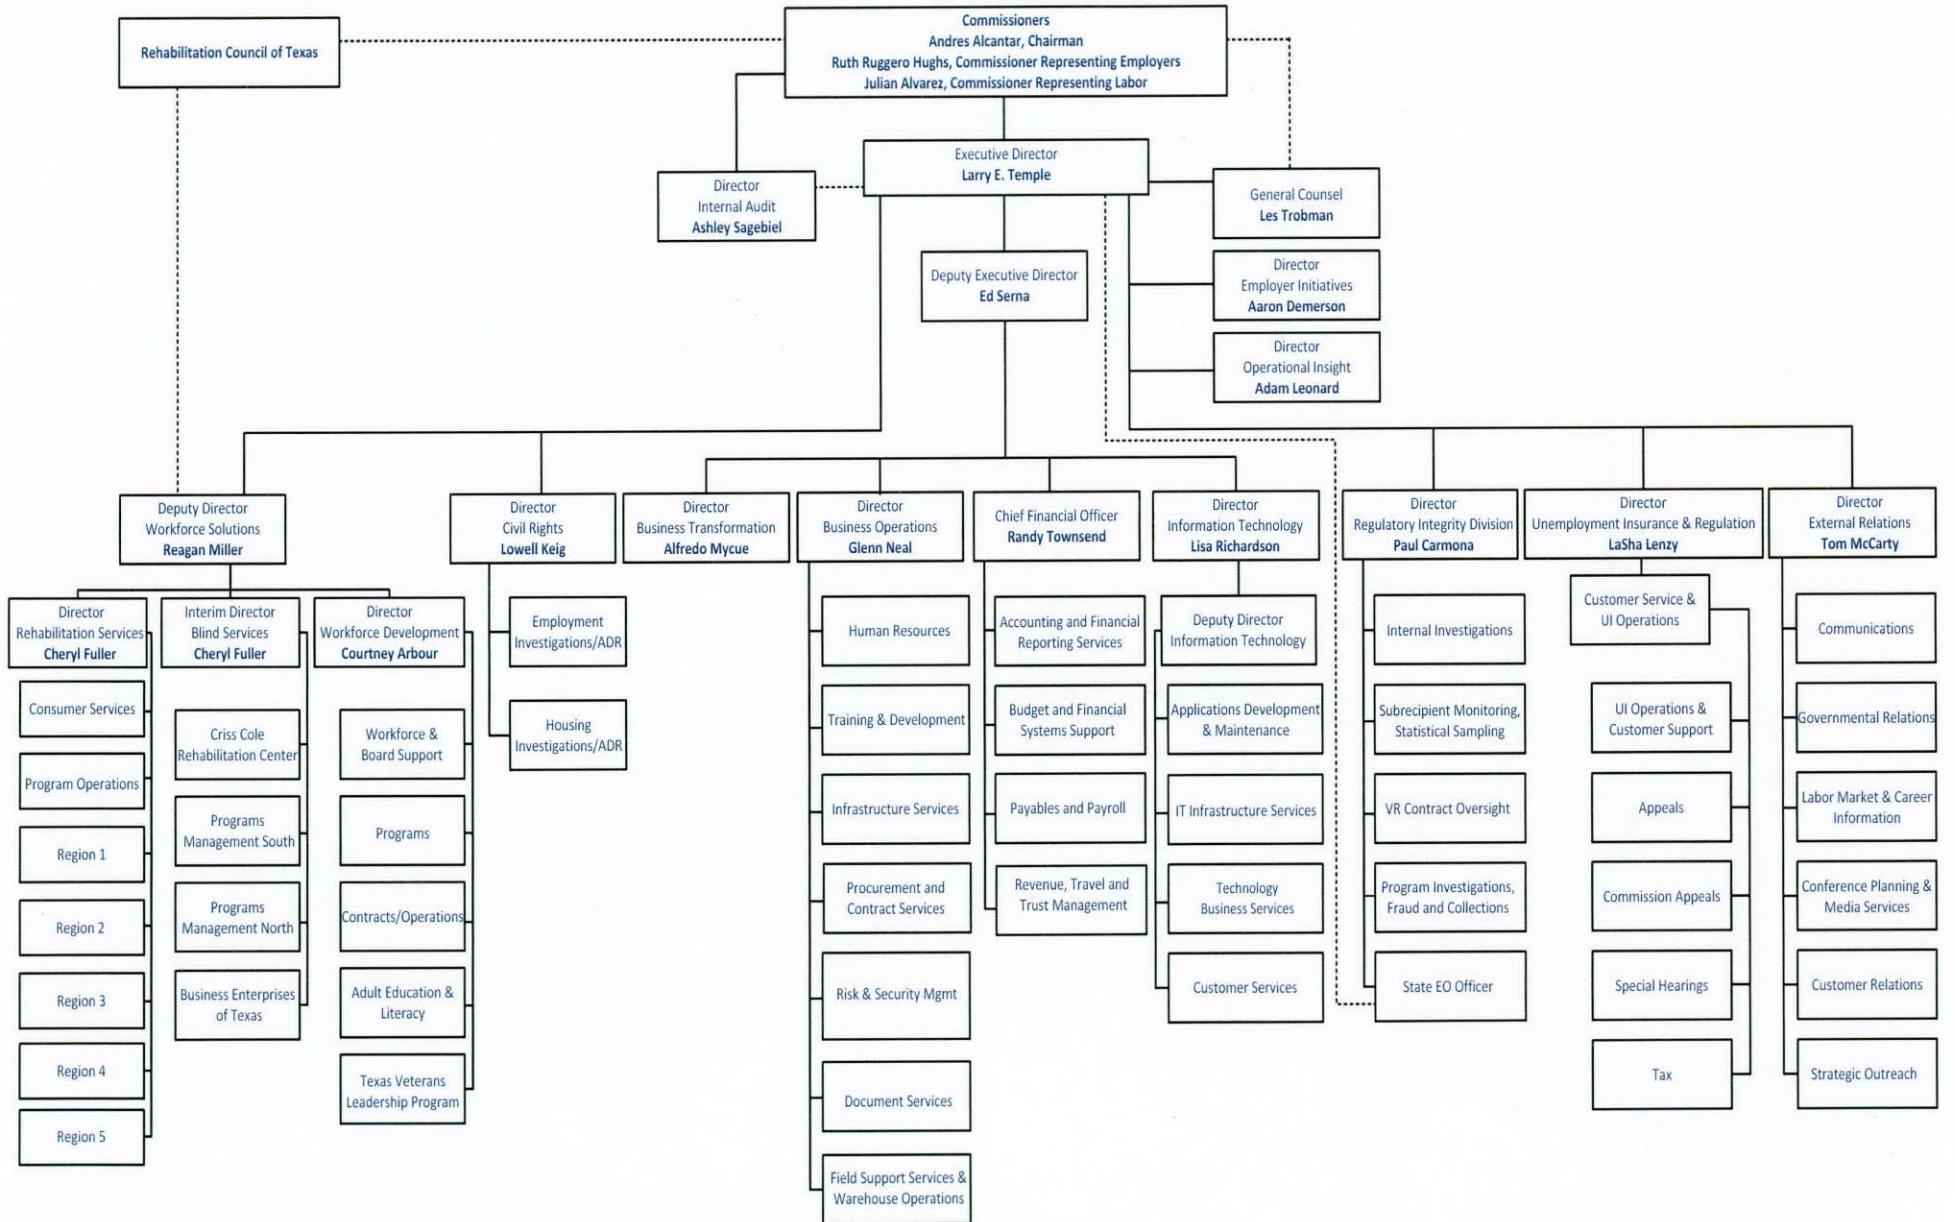 Rehabilitation Council of Texas
Commissioners
Andres Alcantar, Chairman
Ruth Ruggero Hughs, Commissioner Representing Employers
Julian Alvarez, Commissioner Representing Labor
Executive Director
Larry E. Temple
Director
Internal Audit
Ashley Sagebiel
General Counsel
Les Trobman
Deputy Executive Director
Ed Serna
Director
Employer Initiatives
Aaron Demerson
Director
Operational Insight
Adam Leonard
Deputy Director
Workforce Solutions
Reagan Miller
Director
Civil Rights
Lowell Keig
Director
Business Transformation
Alfredo Mycue
Director
Business Operations
Glenn Neal
Chief Financial Officer
Randy Townsend
Director
Information Technology
Lisa Richardson
Director
Regulatory Integrity Division
Paul Carmona
Director
Unemployment Insurance & Regulation
LaSha Lenzy
Director
External Relations
Tom McCarty
Director
Rehabilitation Services
Cheryl Fuller
Consumer Services
Program Operations
Region 1
Region 2
Region 3
Region 4
Region 5
Interim Director
Blind Services
Cheryl Fuller
Criss Cole
Rehabilitation Center
Programs
Management South
Programs
Management North
Business Enterprises
of Texas
Director
Workforce Development
Courtney Arbour
Workforce &
Board Support
Programs
Contracts/Operations
Adult Education &
Literacy
Texas Veterans
Leadership Program
Employment
Investigations/ADR
Housing
Investigations/ADR
Human Resources
Training & Development
Infrastructure Services
Procurement and
Contract Services
Risk & Security Mgmt
Document Services
Field Support Services &
Warehouse Operations
Accounting and Financial
Reporting Services
Budget and Financial
Systems Support
Payables and Payroll
Revenue, Travel and
Trust Management
Deputy Director
Information Technology
Applications Development
& Maintenance
IT Infrastructure Services
Technology
Business Services
Customer Services
Internal Investigations
Subrecipient Monitoring,
Statistical Sampling
VR Contract Oversight
Program Investigations,
Fraud and Collections
State EO Officer
Customer Service &
UI Operations
UI Operations &
Customer Support
Appeals
Commission Appeals
Special Hearings
Tax
Communications
Governmental Relations
Labor Market & Career
Information
Conference Planning &
Media Services
Customer Relations
Strategic Outreach